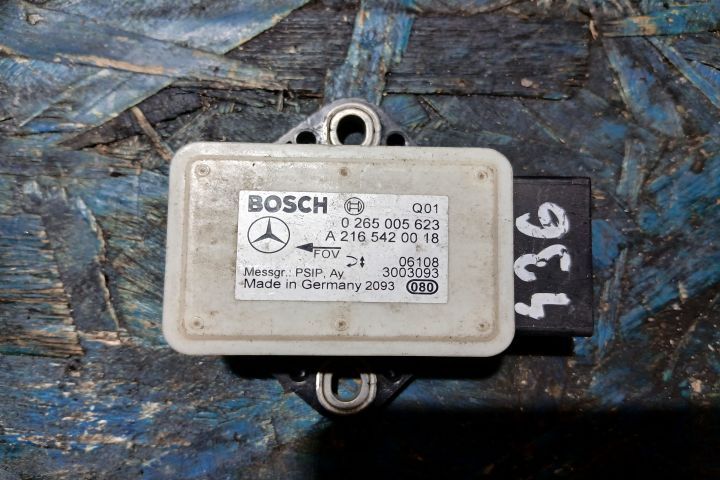 BOSCH Q01
0 265 005 623
A 216 542 00 18
FOV
06108
Messgr.: PSIP, Ay 3003093
Made in Germany 2093 080
436